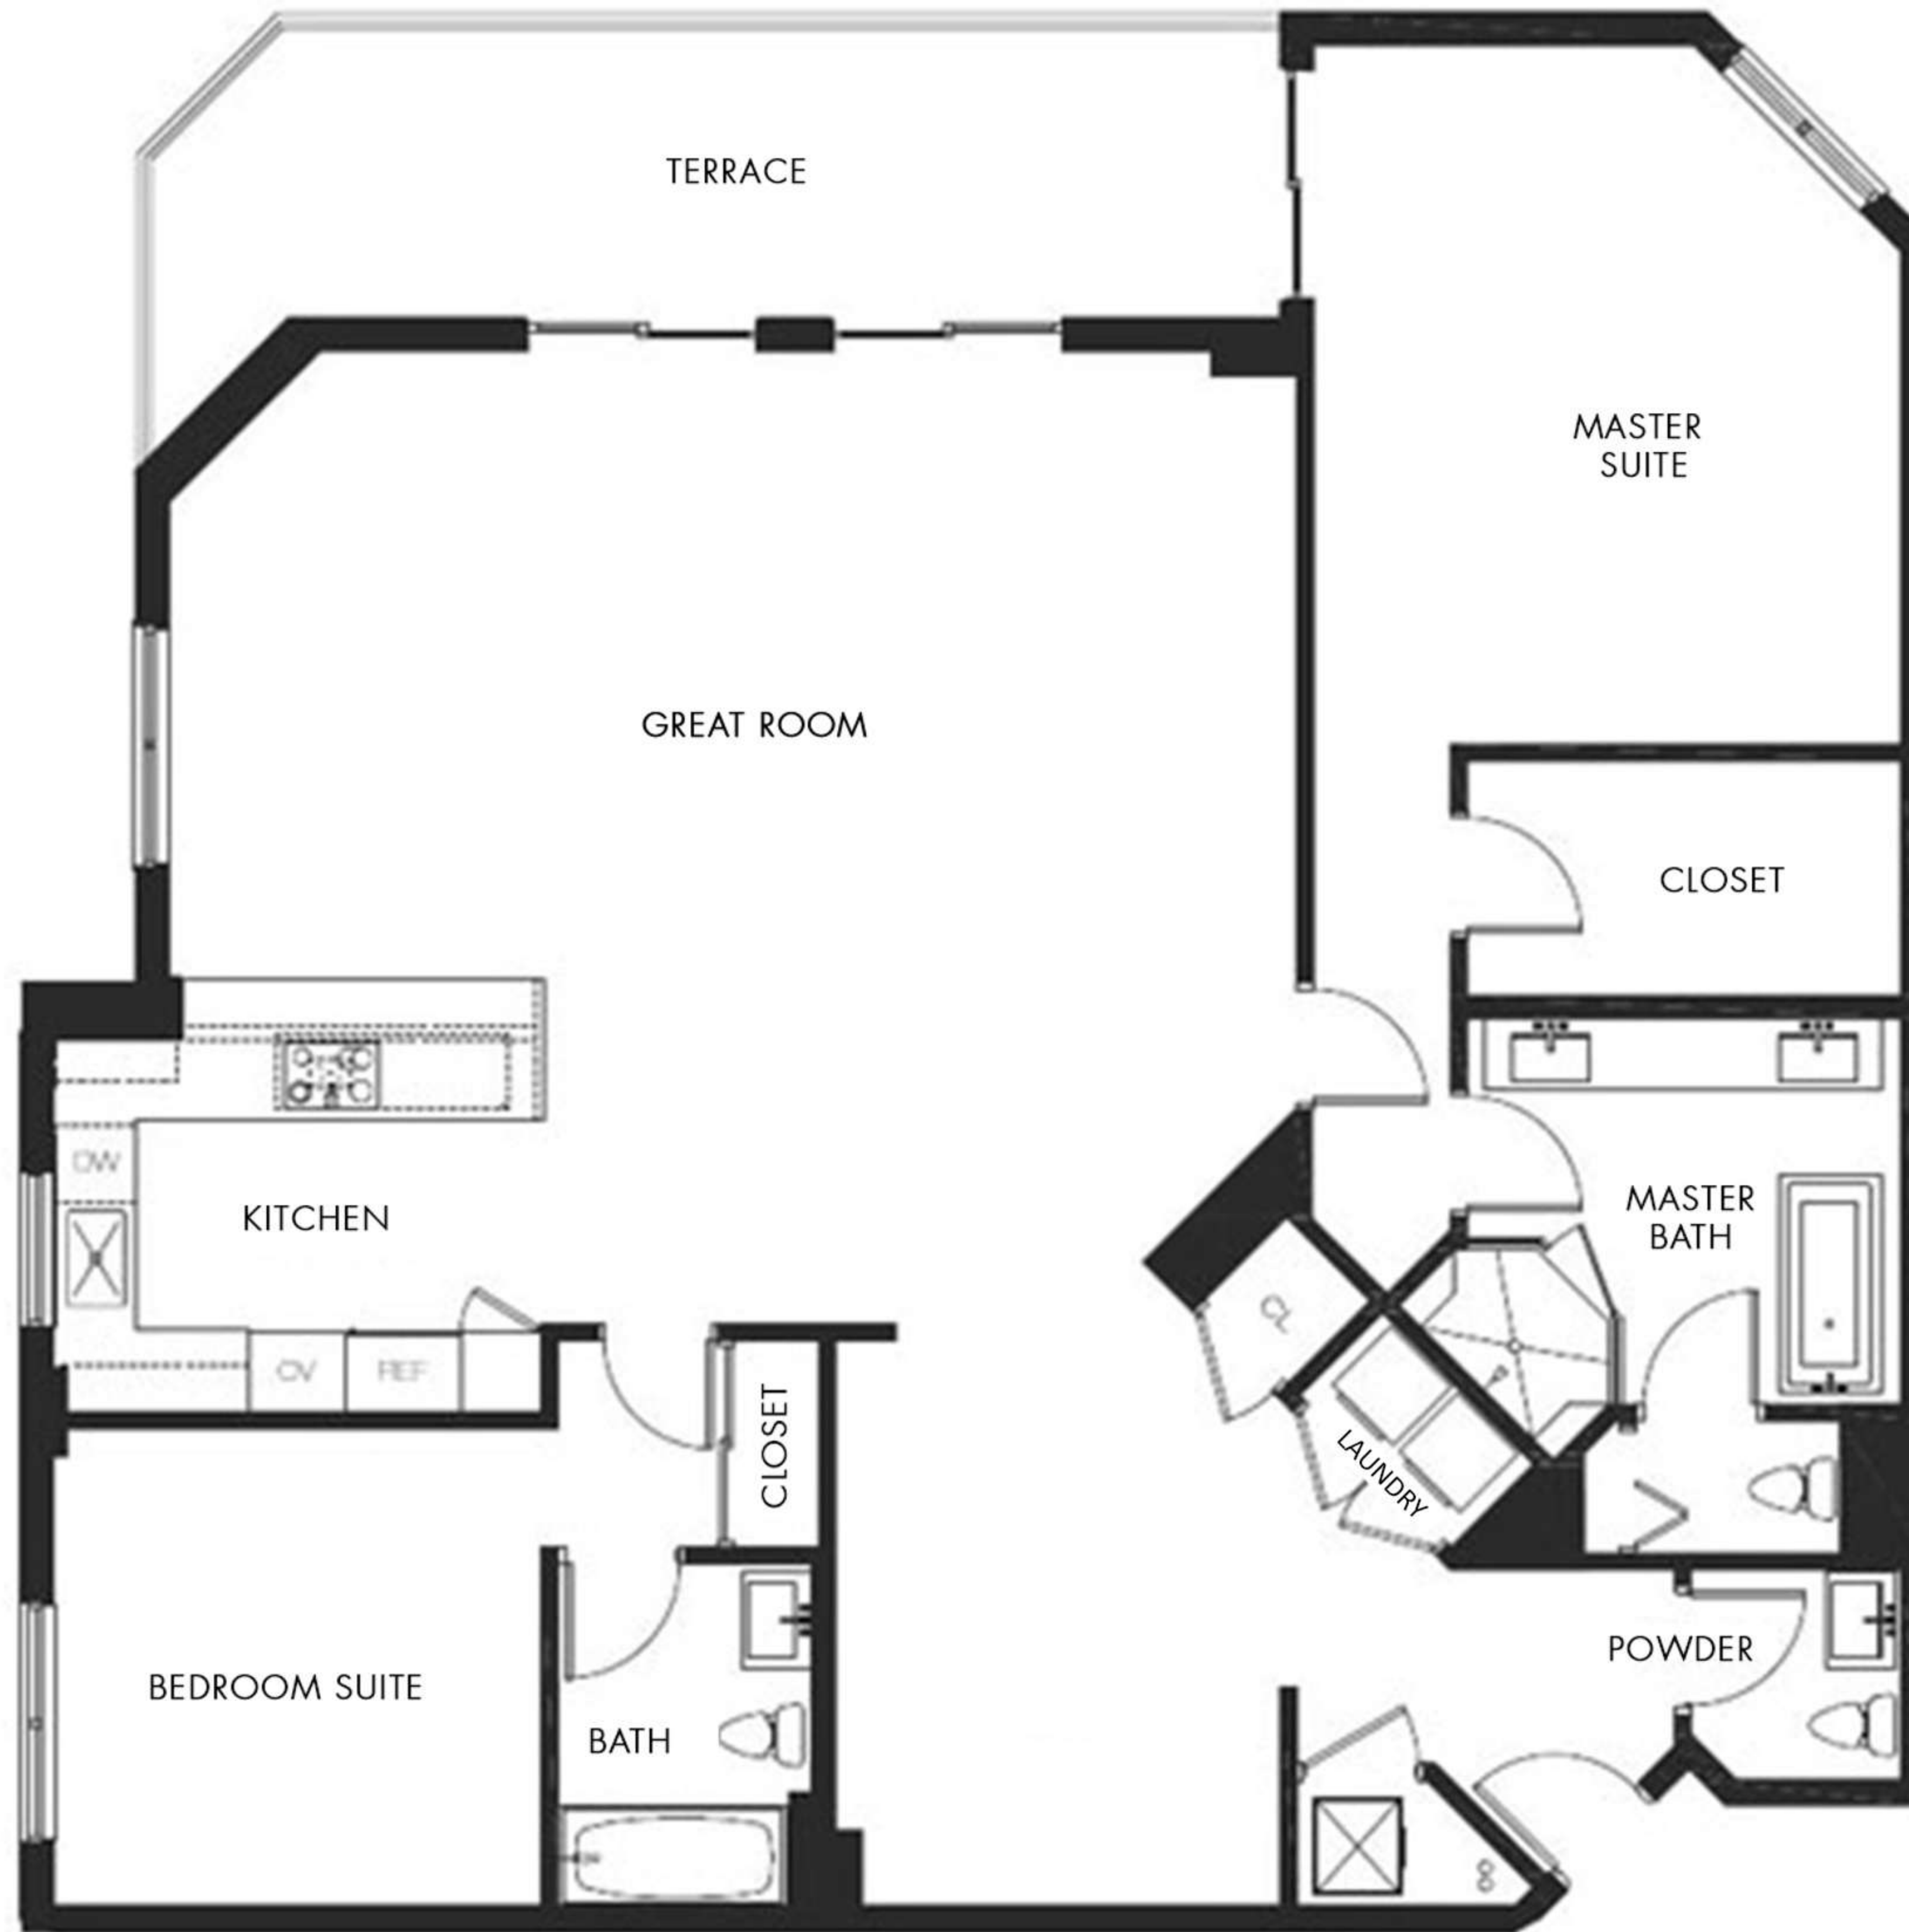 TERRACE
MASTER
SUITE
GREAT ROOM
CLOSET
DW
KITCHEN
MASTER
BATH
CL
OV
REF
CLOSET
LAUNDRY
POWDER
BEDROOM SUITE
BATH